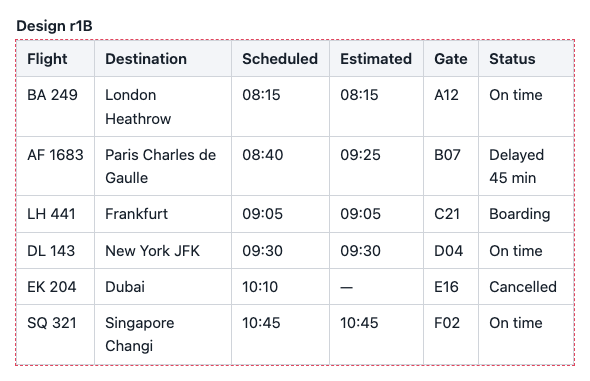 Design r1B
Flight Destination Scheduled Estimated Gate Status
BA 249 London Heathrow 08:15 08:15 A12 On time
AF 1683 Paris Charles de Gaulle 08:40 09:25 B07 Delayed 45 min
LH 441 Frankfurt 09:05 09:05 C21 Boarding
DL 143 New York JFK 09:30 09:30 D04 On time
EK 204 Dubai 10:10 — E16 Cancelled
SQ 321 Singapore Changi 10:45 10:45 F02 On time